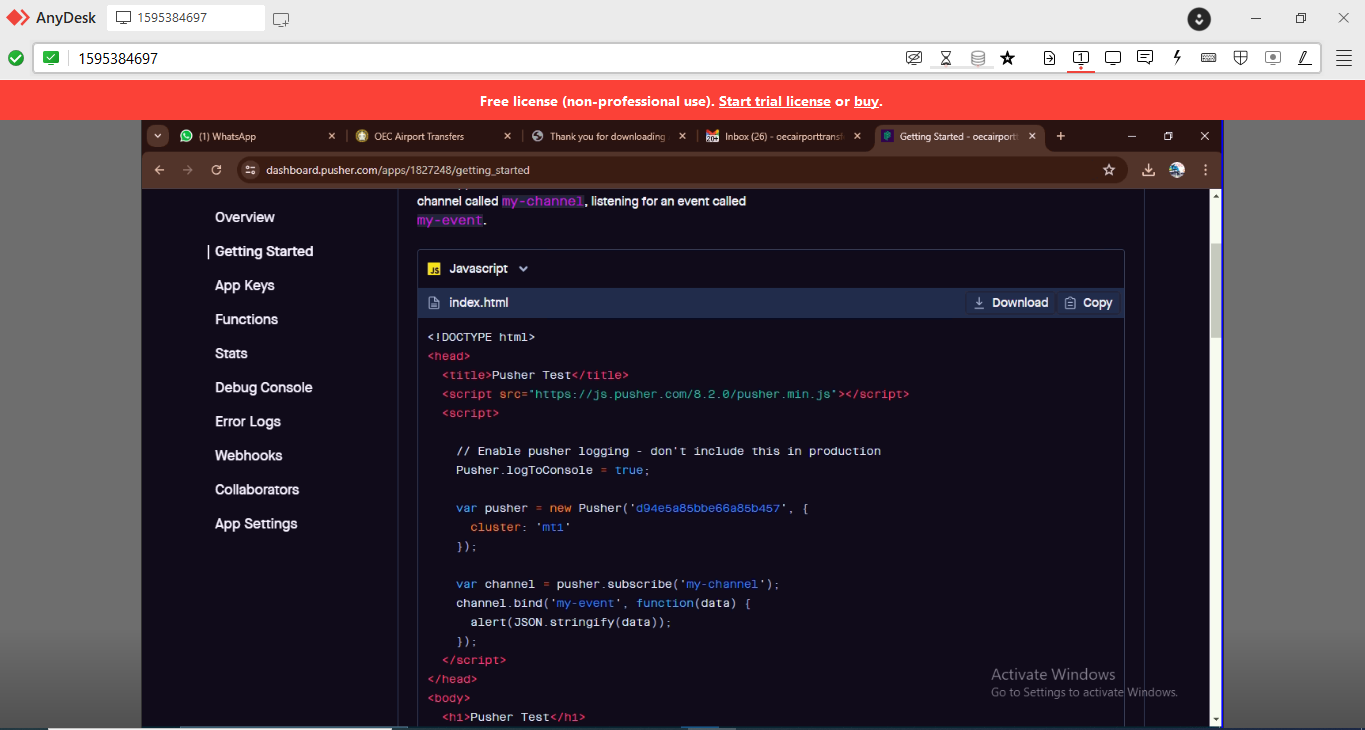 AnyDesk
1595384697
1595384697
Free license (non-professional use). Start trial license or buy.
(1) WhatsApp
OEC Airport Transfers
Thank you for downloading
Inbox (26) - oecairporttransf
Getting Started - oecairport
dashboard.pusher.com/apps/1827248/getting_started
channel called my-channel, listening for an event called
my-event.
Overview
Getting Started
App Keys
Functions
Stats
Debug Console
Error Logs
Webhooks
Collaborators
App Settings
JS Javascript
index.html
Download
Copy
<!DOCTYPE html>
<head>
<title>Pusher Test</title>
<script src="https://js.pusher.com/8.2.0/pusher.min.js"></script>
<script>
// Enable pusher logging - don't include this in production
Pusher.logToConsole = true;
var pusher = new Pusher('d94e5a85bbe66a85b457', {
cluster: 'mt1'
});
var channel = pusher.subscribe('my-channel');
channel.bind('my-event', function(data) {
alert(JSON.stringify(data));
});
</script>
</head>
<body>
<h1>Pusher Test</h1>
Activate Windows
Go to Settings to activate Windows.